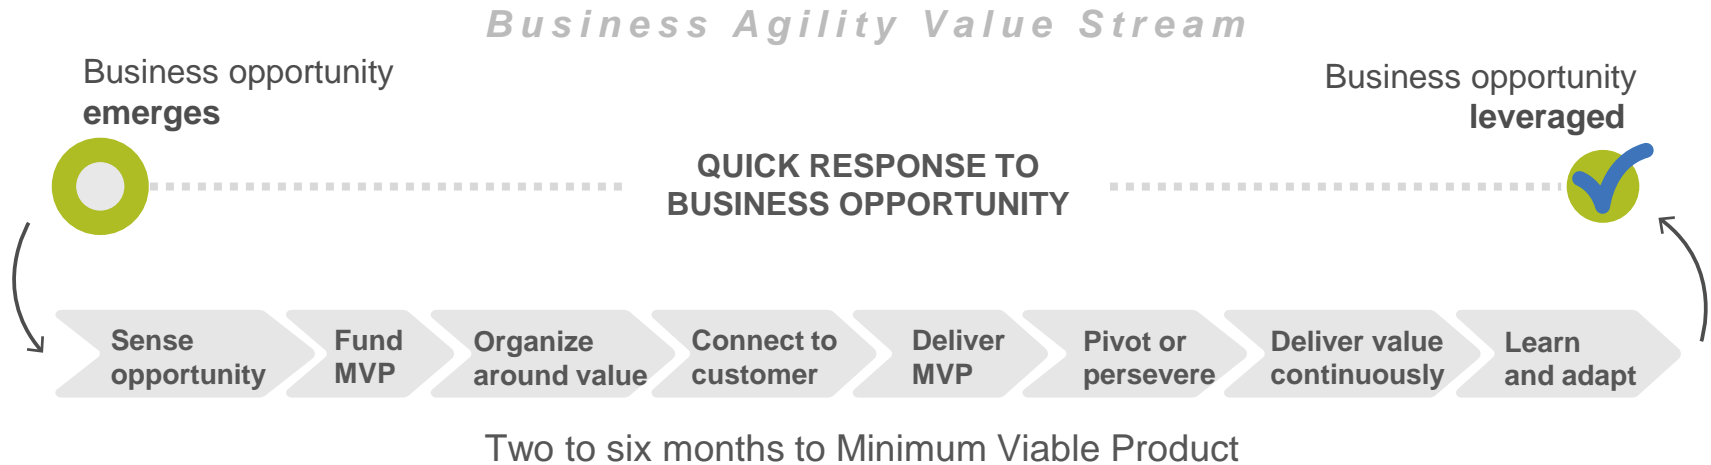 Business Agility Value Stream
Business opportunity
emerges
Business opportunity
leveraged
QUICK RESPONSE TO
BUSINESS OPPORTUNITY
Sense
opportunity
Fund
MVP
Organize
around value
Connect to
customer
Deliver
MVP
Pivot or
persevere
Deliver value
continuously
Learn
and adapt
Two to six months to Minimum Viable Product